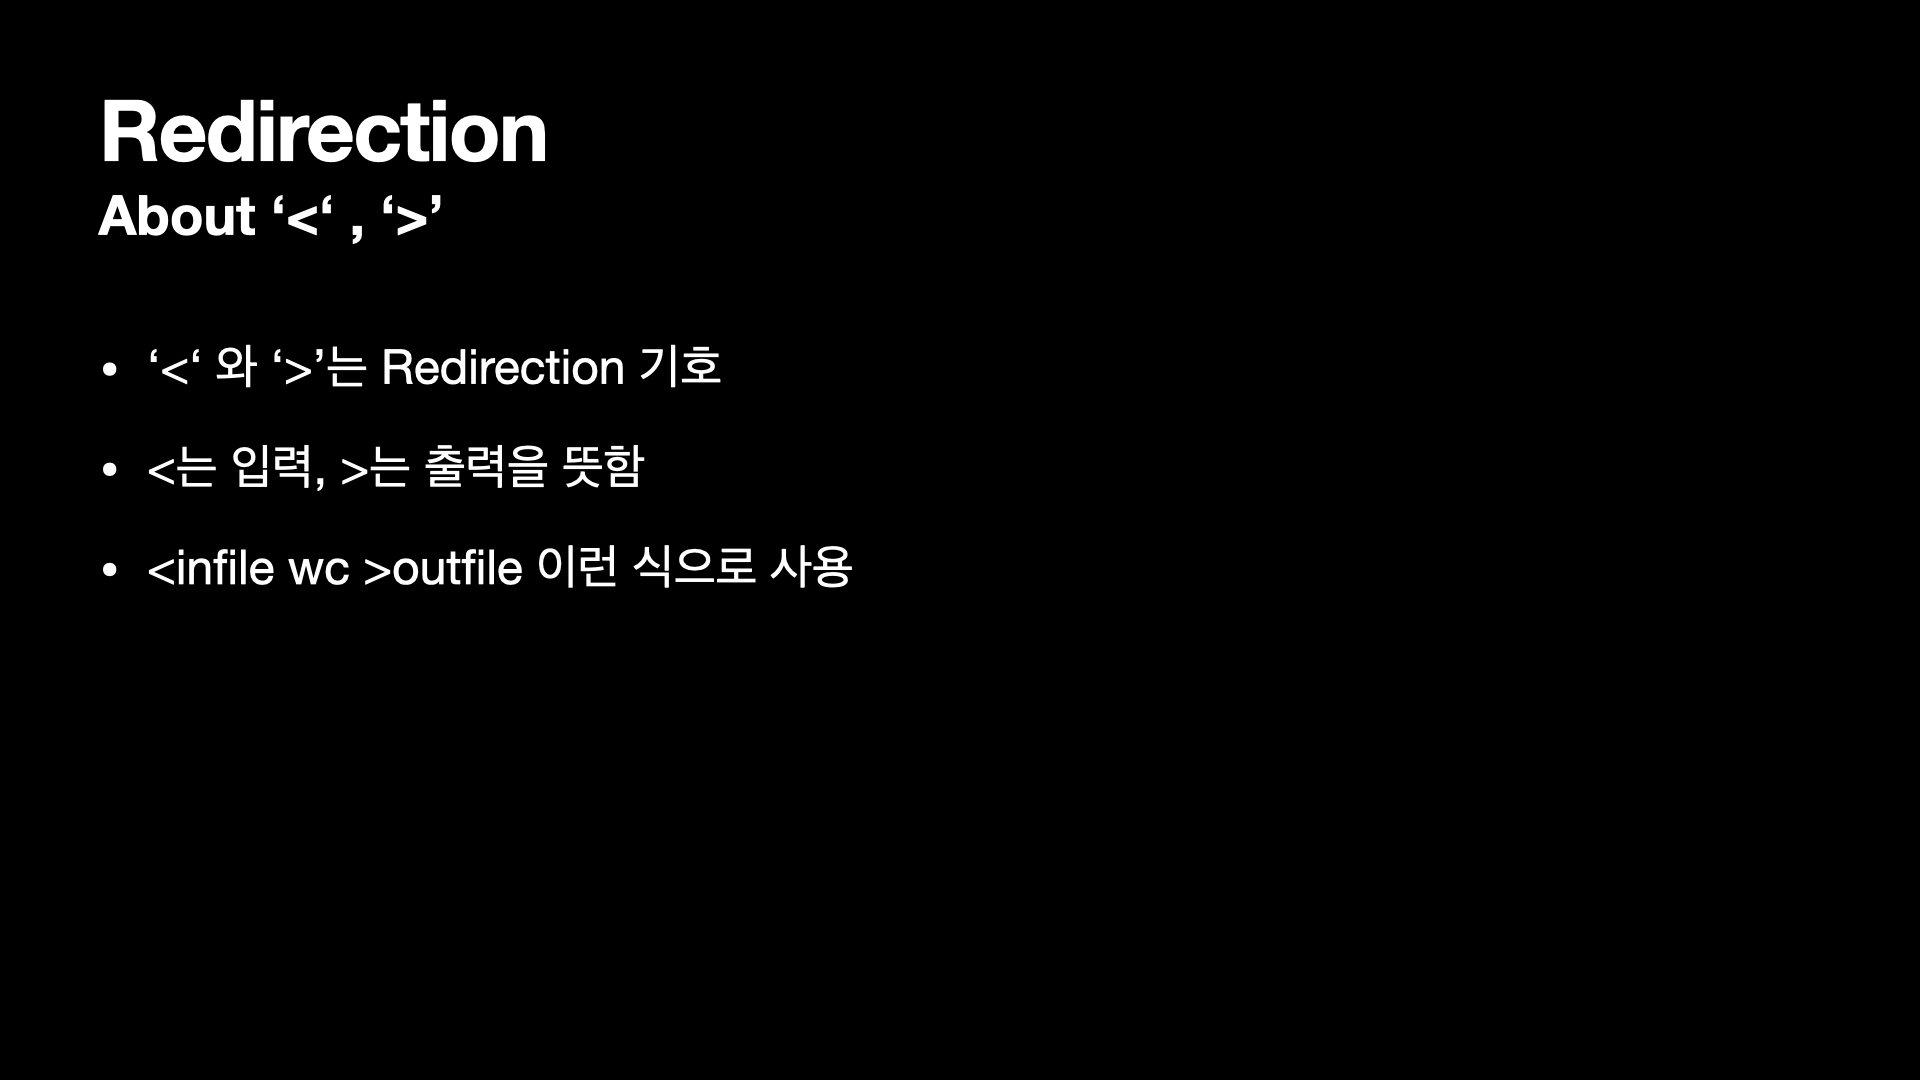 Redirection
About ‘<‘ , ‘>’
• ‘<‘ 와 ‘>’는 Redirection 기호
• <는 입력, >는 출력을 뜻함
• <infile wc >outfile 이런 식으로 사용